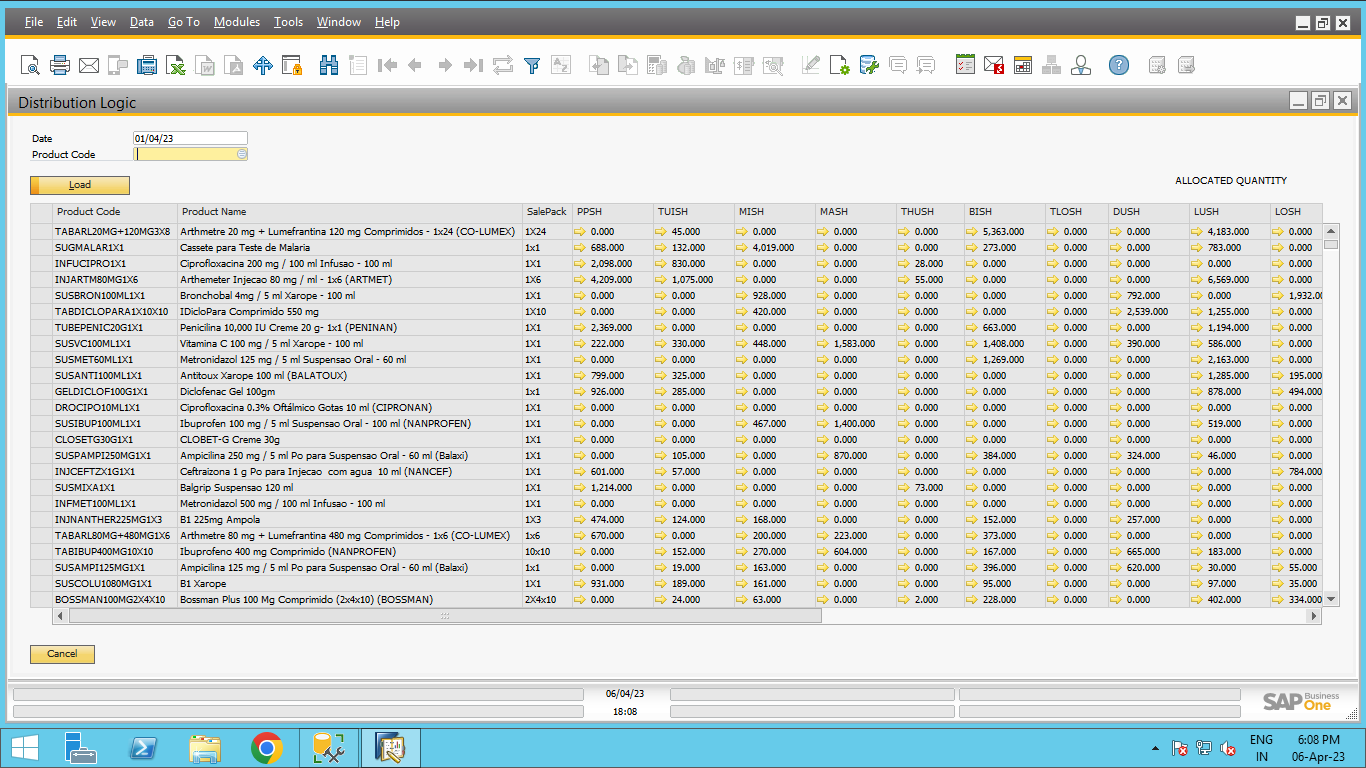 File Edit View Data Go To Modules Tools Window Help
Distribution Logic
Date 01/04/23
Product Code
Load
ALLOCATED QUANTITY
Product Code Product Name SalePack PPSH TUISH MISH MASH THUSH BISH TLOSH DUSH LUSH LOSH
TABARL20MG+120MG3X8 Arthmetre 20 mg + Lumefrantina 120 mg Comprimidos - 1x24 (CO-LUMEX) 1X24 0.000 45.000 0.000 0.000 0.000 5,363.000 0.000 0.000 4,183.000 0.000
SUGMALAR1X1 Cassete para Teste de Malaria 1x1 688.000 132.000 4,019.000 0.000 0.000 273.000 0.000 0.000 783.000 0.000
INFUCIPRO1X1 Ciprofloxacina 200 mg / 100 ml Infusao - 100 ml 1X1 2,098.000 830.000 0.000 0.000 28.000 0.000 0.000 0.000 0.000 0.000
INJARTM80MG1X6 Arthemeter Injecao 80 mg / ml - 1x6 (ARTMET) 1X6 4,209.000 1,075.000 0.000 0.000 55.000 0.000 0.000 0.000 6,569.000 0.000
SUSBRON100ML1X1 Bronchobal 4mg / 5 ml Xarope - 100 ml 1X1 0.000 0.000 928.000 0.000 0.000 0.000 0.000 792.000 0.000 1,932.0
TABDICLOPARA1X10X10 IDicloPara Comprimido 550 mg 1X10 0.000 0.000 420.000 0.000 0.000 0.000 0.000 2,539.000 1,255.000 0.000
TUBEPENIC20G1X1 Penicilina 10,000 IU Creme 20 g- 1x1 (PENINAN) 1X1 2,369.000 0.000 0.000 0.000 0.000 663.000 0.000 0.000 1,194.000 0.000
SUSVC100ML1X1 Vitamina C 100 mg / 5 ml Xarope - 100 ml 1X1 222.000 330.000 448.000 1,583.000 0.000 1,408.000 0.000 390.000 586.000 0.000
SUSMET60ML1X1 Metronidazol 125 mg / 5 ml Suspensao Oral - 60 ml 1X1 0.000 0.000 0.000 0.000 0.000 1,269.000 0.000 0.000 2,163.000 0.000
SUSANTI100ML1X1 Antitoux Xarope 100 ml (BALATOUX) 1X1 799.000 325.000 0.000 0.000 0.000 0.000 0.000 0.000 1,285.000 195.000
GELDICLOF100G1X1 Diclofenac Gel 100gm 1x1 926.000 285.000 0.000 0.000 0.000 0.000 0.000 0.000 878.000 494.000
DROCIPO10ML1X1 Ciprofloxacina 0.3% Oftálmico Gotas 10 ml (CIPRONAN) 1X1 0.000 0.000 0.000 0.000 0.000 0.000 0.000 0.000 0.000 0.000
SUSIBUP100ML1X1 Ibuprofen 100 mg / 5 ml Suspensao Oral - 100 ml (NANPROFEN) 1X1 0.000 0.000 467.000 1,400.000 0.000 0.000 0.000 0.000 519.000 0.000
CLOSETG30G1X1 CLOBET-G Creme 30g 1X1 0.000 0.000 0.000 0.000 0.000 0.000 0.000 0.000 0.000 0.000
SUSPAMPI250MG1X1 Ampicilina 250 mg / 5 ml Po para Suspensao Oral - 60 ml (Balaxi) 1X1 0.000 105.000 0.000 870.000 0.000 384.000 0.000 324.000 46.000 0.000
INJCEFTZX1G1X1 Ceftraizona 1 g Po para Injecao com agua 10 ml (NANCEF) 1X1 601.000 57.000 0.000 0.000 0.000 0.000 0.000 0.000 0.000 784.000
SUSMIXA1X1 Balgrip Suspensao 120 ml 1X1 1,214.000 0.000 0.000 0.000 73.000 0.000 0.000 0.000 0.000 0.000
INFMET100ML1X1 Metronidazol 500 mg / 100 ml Infusao - 100 ml 1X1 0.000 0.000 0.000 0.000 0.000 0.000 0.000 0.000 0.000 0.000
INJNANTHER225MG1X3 B1 225mg Ampola 1X3 474.000 124.000 168.000 0.000 0.000 152.000 0.000 257.000 0.000 0.000
TABARL80MG+480MG1X6 Arthmetre 80 mg + Lumefrantina 480 mg Comprimidos - 1x6 (CO-LUMEX) 1x6 670.000 0.000 200.000 223.000 0.000 373.000 0.000 0.000 0.000 0.000
TABIBUP400MG10X10 Ibuprofeno 400 mg Comprimido (NANPROFEN) 10x10 0.000 152.000 270.000 604.000 0.000 167.000 0.000 665.000 183.000 0.000
SUSAMPI125MG1X1 Ampicilina 125 mg / 5 ml Po para Suspensao Oral - 60 ml (Balaxi) 1x1 0.000 19.000 163.000 0.000 0.000 396.000 0.000 620.000 30.000 55.000
SUSCOLU1080MG1X1 B1 Xarope 1X1 931.000 189.000 161.000 0.000 0.000 95.000 0.000 0.000 97.000 35.000
BOSSMAN100MG2X4X10 Bossman Plus 100 Mg Comprimido (2x4x10) (BOSSMAN) 2X4x10 0.000 24.000 63.000 0.000 2.000 228.000 0.000 0.000 402.000 334.000
Cancel
06/04/23
18:08
SAP Business One
ENG 6:08 PM
IN 06-Apr-23